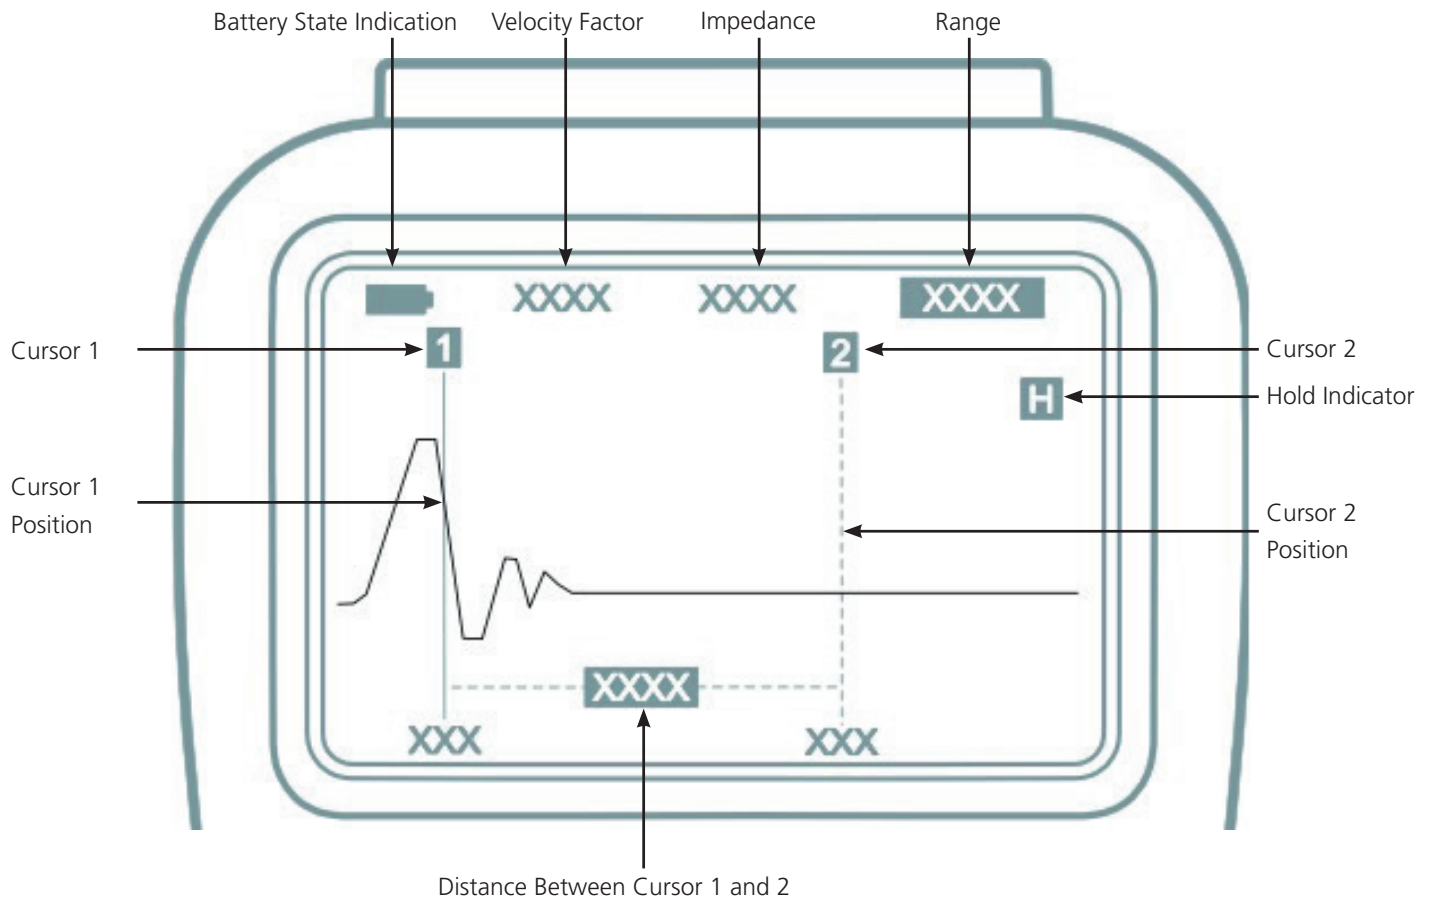 Battery State Indication
Velocity Factor
Impedance
Range
XXXX
XXXX
XXXX
Cursor 1
1
2
Cursor 2
H
Hold Indicator
Cursor 1
Position
Cursor 2
Position
XXXX
XXX
XXX
Distance Between Cursor 1 and 2